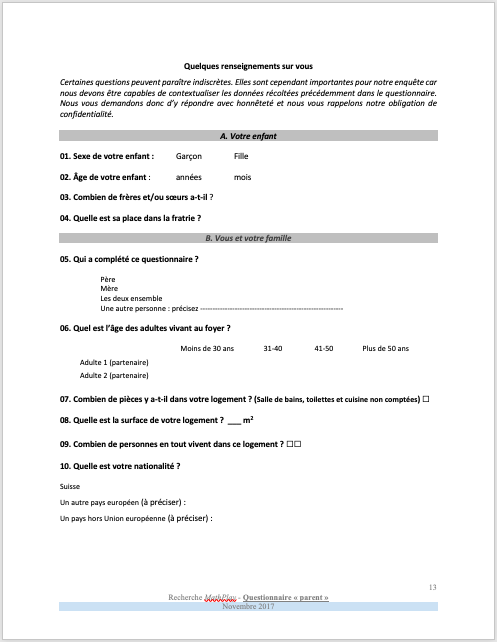 Quelques renseignements sur vous
Certaines questions peuvent paraître indiscrètes. Elles sont cependant importantes pour notre enquête car
nous devons être capables de contextualiser les données récoltées précédemment dans le questionnaire.
Nous vous demandons donc d'y répondre avec honnêteté et nous vous rappelons notre obligation de
confidentialité.
A. Votre enfant
01. Sexe de votre enfant : Garçon Fille
02. Âge de votre enfant : années mois
03. Combien de frères et/ou sœurs a-t-il ?
04. Quelle est sa place dans la fratrie ?
B. Vous et votre famille
05. Qui a complété ce questionnaire ?
Père
Mère
Les deux ensemble
Une autre personne : précisez ------------------------------------------------
06. Quel est l'âge des adultes vivant au foyer ?
Moins de 30 ans 31-40 41-50 Plus de 50 ans
Adulte 1 (partenaire)
Adulte 2 (partenaire)
07. Combien de pièces y a-t-il dans votre logement ? (Salle de bains, toilettes et cuisine non comptées) ☐
08. Quelle est la surface de votre logement ? ___ m²
09. Combien de personnes en tout vivent dans ce logement ? ☐☐
10. Quelle est votre nationalité ?
Suisse
Un autre pays européen (à préciser) :
Un pays hors Union européenne (à préciser) :
13
Recherche MathPlay - Questionnaire « parent »
Novembre 2017